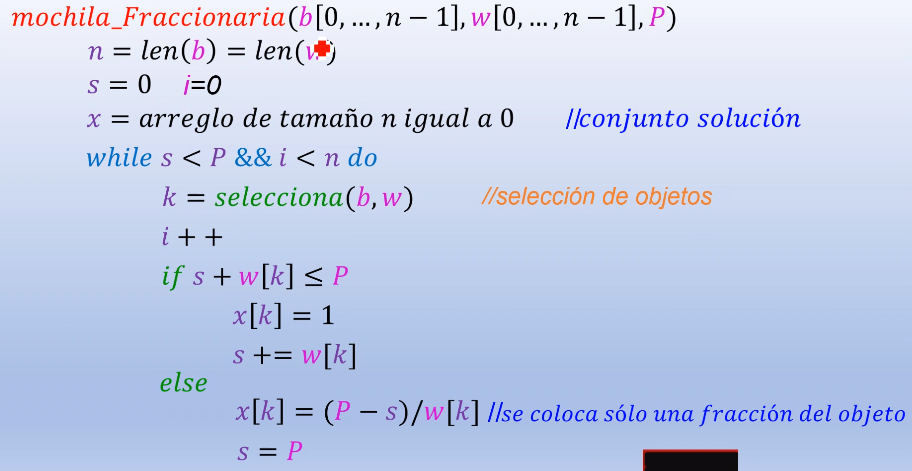 mochila_Fraccionaria(b[0, … , n − 1], w[0, … , n − 1], P)
n = len(b) = len(w)
s = 0 i=0
x = arreglo de tamaño n igual a 0 //conjunto solución
while s < P && i < n do
k = selecciona(b, w) //selección de objetos
i + +
if s + w[k] ≤ P
x[k] = 1
s += w[k]
else
x[k] = (P − s)/w[k] //se coloca sólo una fracción del objeto
s = P